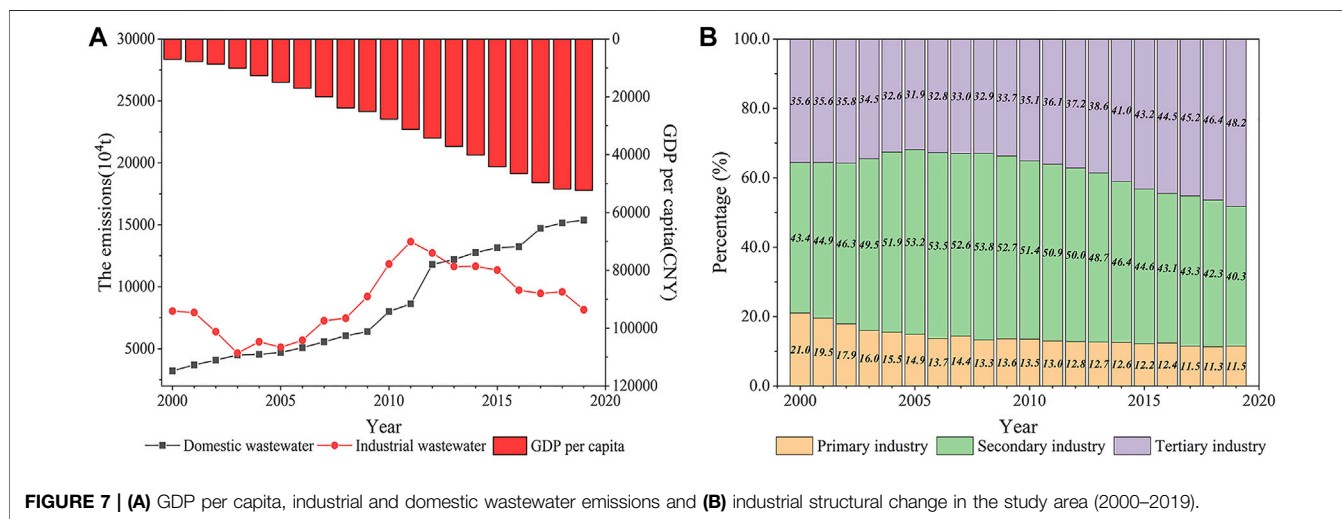 A
30000
25000
20000
15000
10000
5000
The emissions(10⁴t)
0
20000
40000
60000
80000
100000
120000
GDP per capita(CNY)
2000 2005 2010 2015 2020
Year
Domestic wastewater Industrial wastewater GDP per capita
B
100.0
80.0
60.0
40.0
20.0
0.0
Percentage (%)
35.6 35.6 35.8 34.5 32.6 31.9 32.8 33.0 32.9 33.7 35.1 36.1 37.2 38.6 41.0 43.2 44.5 45.2 46.4 48.2
43.4 44.9 46.3 49.5 51.9 53.2 53.5 52.6 53.8 52.7 51.4 50.9 50.0 48.7 46.4 44.6 43.1 43.3 42.3 40.3
21.0 19.5 17.9 16.0 15.5 14.9 13.7 14.4 13.3 13.6 13.5 13.0 12.8 12.7 12.6 12.2 12.4 11.5 11.3 11.5
2000 2005 2010 2015 2020
Year
Primary industry Secondary industry Tertiary industry
FIGURE 7 | (A) GDP per capita, industrial and domestic wastewater emissions and (B) industrial structural change in the study area (2000–2019).